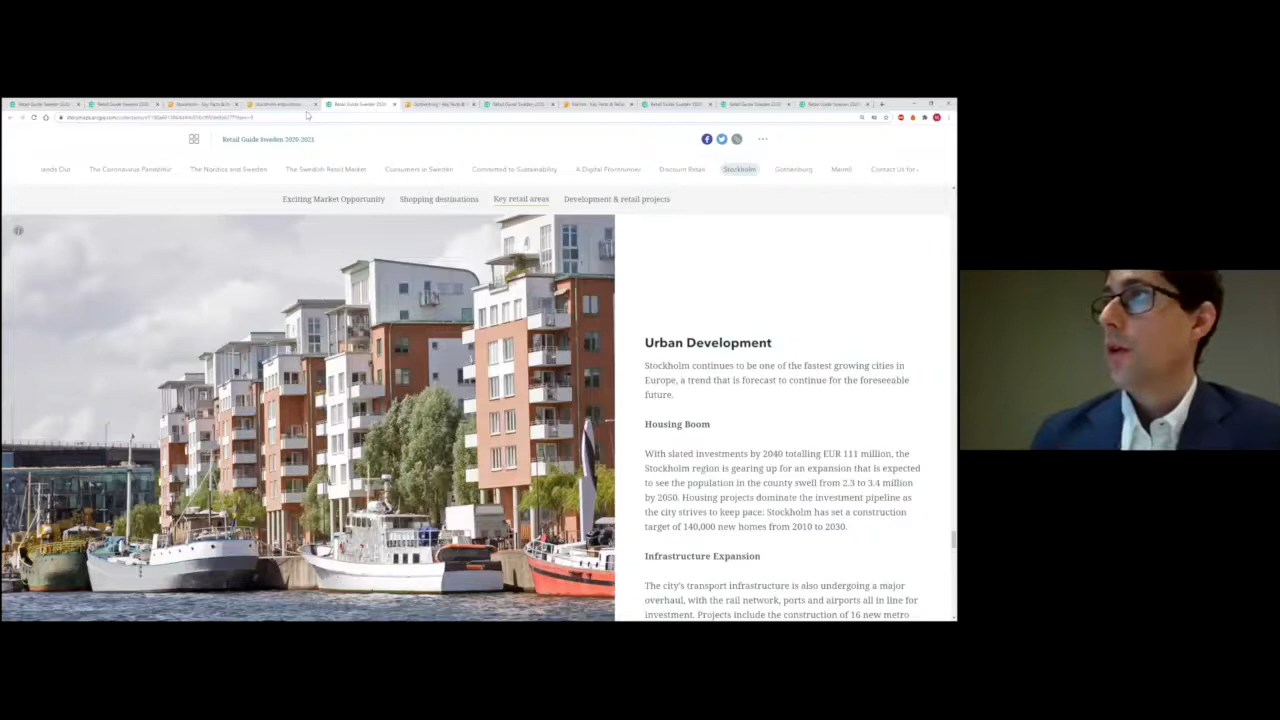 Retail Guide Sweden 2020-2021
The Coronavirus Pandemic The Nordics and Sweden The Swedish Retail Market Consumers in Sweden Committed to Sustainability A Digital Frontrunner Discount Retail Stockholm Gothenburg Malmö Contact Us for
Exciting Market Opportunity Shopping destinations Key retail areas Development & retail projects
Urban Development
Stockholm continues to be one of the fastest growing cities in
Europe, a trend that is forecast to continue for the foreseeable
future.
Housing Boom
With slated investments by 2040 totalling EUR 111 million, the
Stockholm region is gearing up for an expansion that is expected
to see the population in the county swell from 2.3 to 3.4 million
by 2050. Housing projects dominate the investment pipeline as
the city strives to keep pace: Stockholm has set a construction
target of 140,000 new homes from 2010 to 2030.
Infrastructure Expansion
The city's transport infrastructure is also undergoing a major
overhaul, with the rail network, ports and airports all in line for
investment. Projects include the construction of 16 new metro